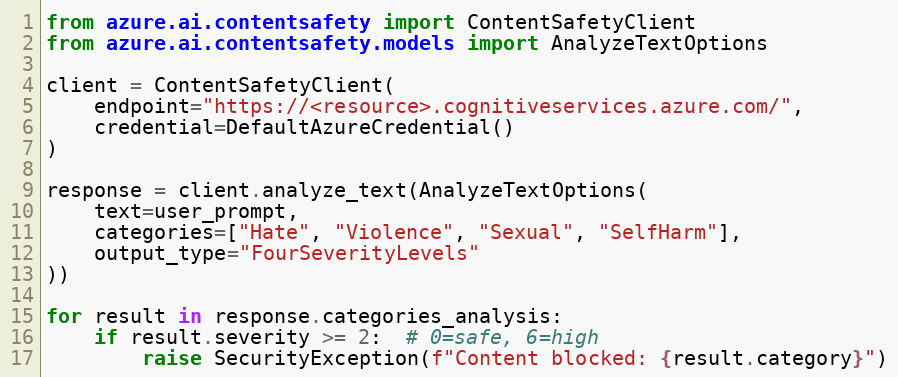 1 from azure.ai.contentsafety import ContentSafetyClient
2 from azure.ai.contentsafety.models import AnalyzeTextOptions
3
4 client = ContentSafetyClient(
5     endpoint="https://<resource>.cognitiveservices.azure.com/",
6     credential=DefaultAzureCredential()
7 )
8
9 response = client.analyze_text(AnalyzeTextOptions(
10     text=user_prompt,
11     categories=["Hate", "Violence", "Sexual", "SelfHarm"],
12     output_type="FourSeverityLevels"
13 ))
14
15 for result in response.categories_analysis:
16     if result.severity >= 2:  # 0=safe, 6=high
17         raise SecurityException(f"Content blocked: {result.category}")